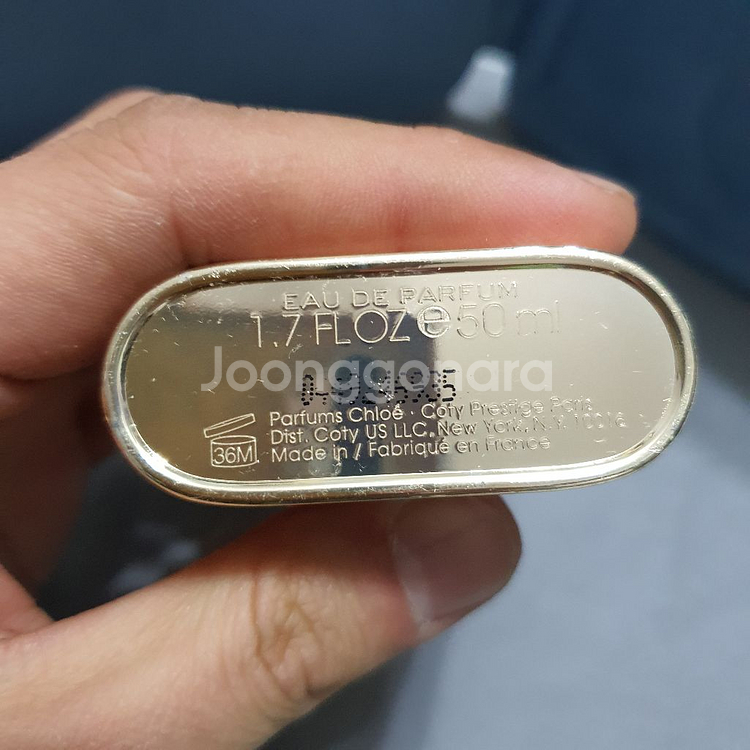 EAU DE PARFUM
1.7 FL OZ ℮ 50 ml
Joonggonara
36M
Parfums Chloé · Coty Prestige Paris
Dist. Coty US LLC, New York, N.Y. 10016
Made in / Fabriqué en France